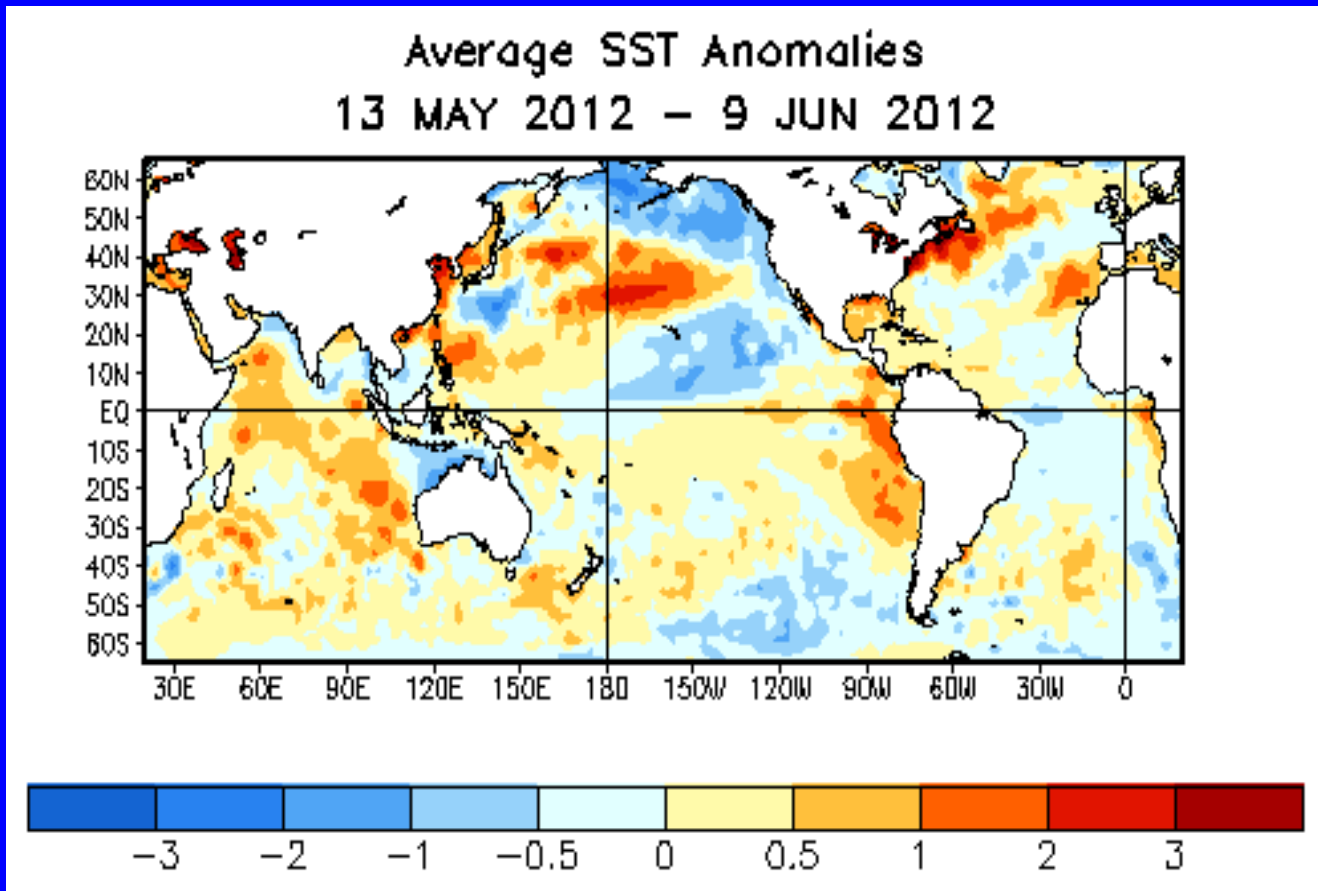 Average SST Anomalies
13 MAY 2012 – 9 JUN 2012
60N
50N
40N
30N
20N
10N
EQ
10S
20S
30S
40S
50S
60S
30E 60E 90E 120E 150E 180 150W 120W 90W 60W 30W 0
−3 −2 −1 −0.5 0 0.5 1 2 3